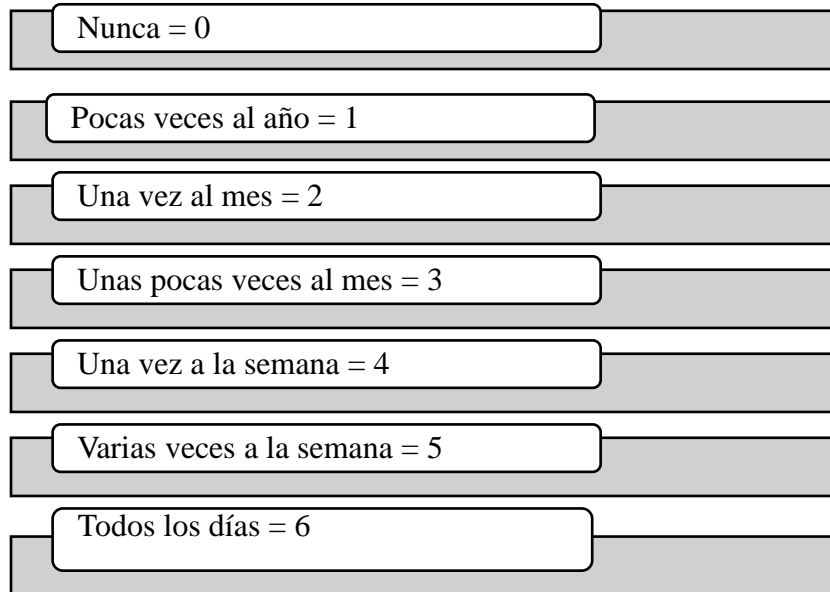 Nunca = 0
Pocas veces al año = 1
Una vez al mes = 2
Unas pocas veces al mes = 3
Una vez a la semana = 4
Varias veces a la semana = 5
Todos los días = 6